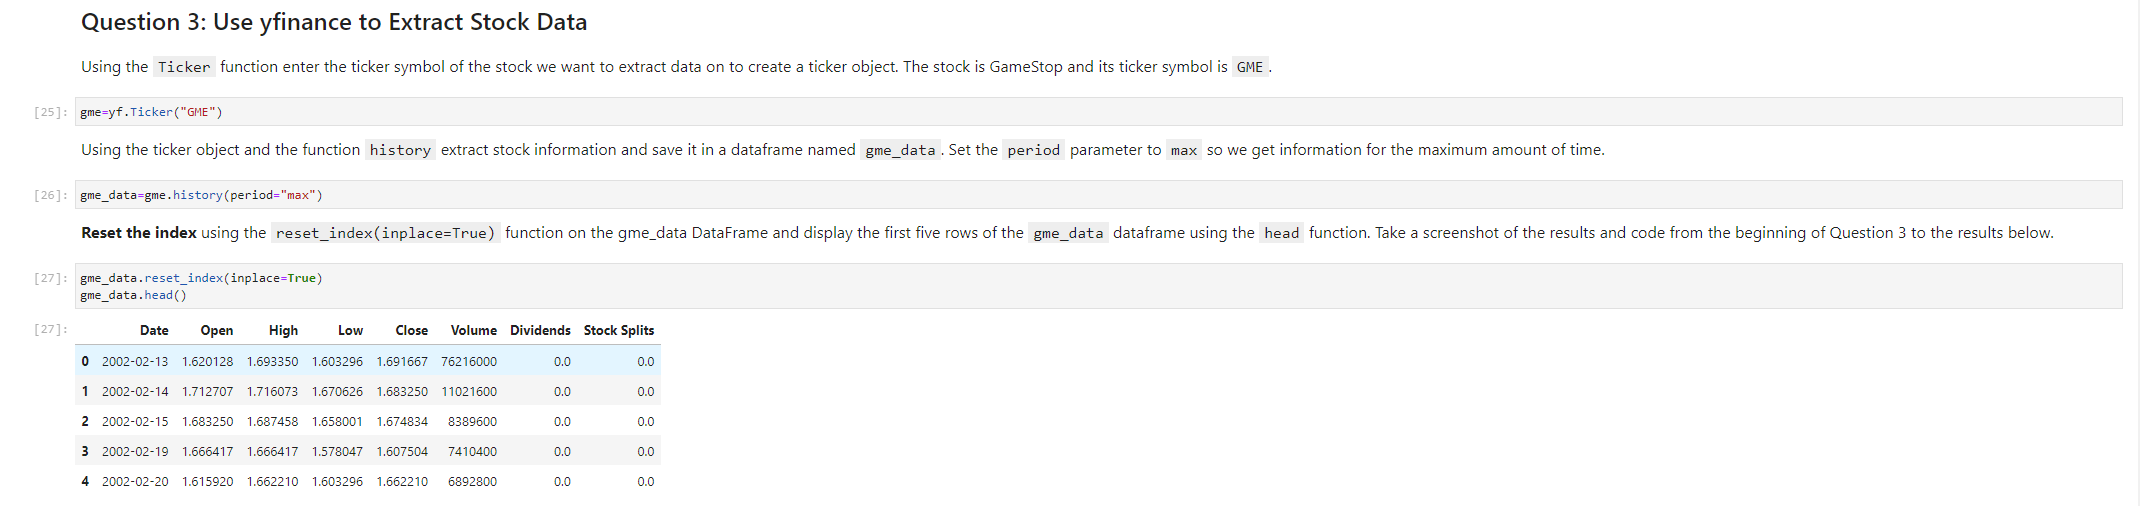 Question 3: Use yfinance to Extract Stock Data
Using the Ticker function enter the ticker symbol of the stock we want to extract data on to create a ticker object. The stock is GameStop and its ticker symbol is GME .
[25]: gme=yf.Ticker("GME")
Using the ticker object and the function history extract stock information and save it in a dataframe named gme_data . Set the period parameter to max so we get information for the maximum amount of time.
[26]: gme_data=gme.history(period="max")
Reset the index using the reset_index(inplace=True) function on the gme_data DataFrame and display the first five rows of the gme_data dataframe using the head function. Take a screenshot of the results and code from the beginning of Question 3 to the results below.
[27]: gme_data.reset_index(inplace=True)
gme_data.head()
[27]: Date Open High Low Close Volume Dividends Stock Splits
0 2002-02-13 1.620128 1.693350 1.603296 1.691667 76216000 0.0 0.0
1 2002-02-14 1.712707 1.716073 1.670626 1.683250 11021600 0.0 0.0
2 2002-02-15 1.683250 1.687458 1.658001 1.674834 8389600 0.0 0.0
3 2002-02-19 1.666417 1.666417 1.578047 1.607504 7410400 0.0 0.0
4 2002-02-20 1.615920 1.662210 1.603296 1.662210 6892800 0.0 0.0